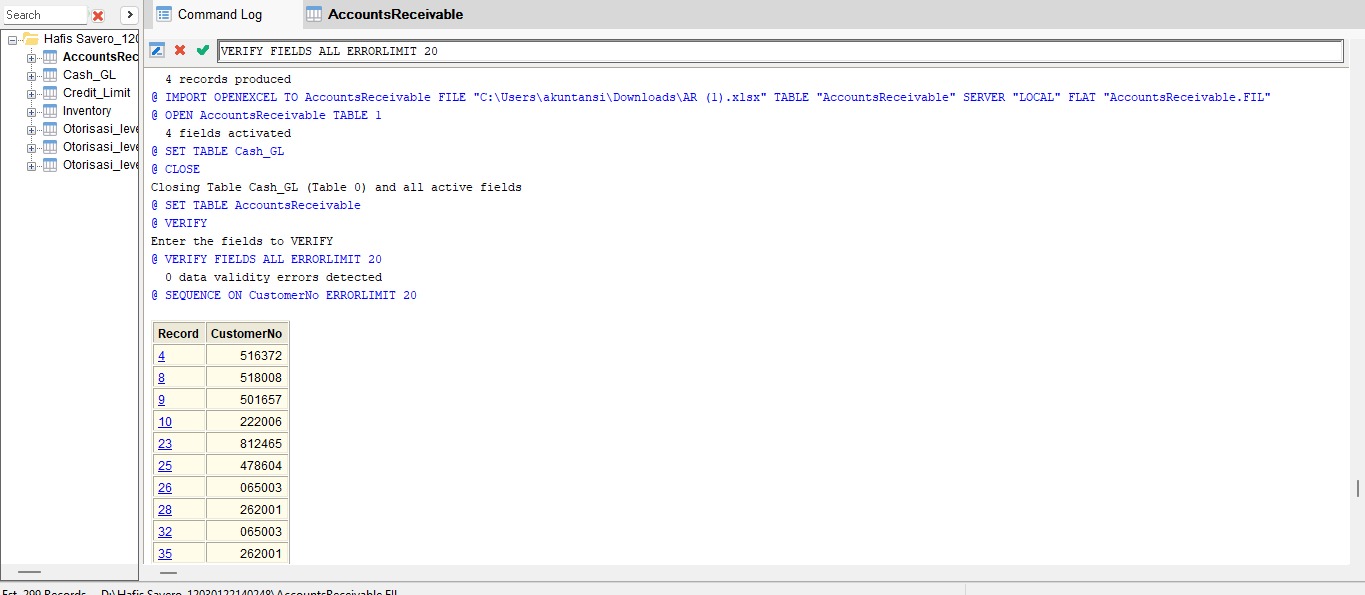 Search
Command Log
AccountsReceivable
Hafis Savero_120
AccountsRec
Cash_GL
Credit_Limit
Inventory
Otorisasi_leve
Otorisasi_leve
Otorisasi_leve
VERIFY FIELDS ALL ERRORLIMIT 20
4 records produced
@ IMPORT OPENEXCEL TO AccountsReceivable FILE "C:\Users\akuntansi\Downloads\AR (1).xlsx" TABLE "AccountsReceivable" SERVER "LOCAL" FLAT "AccountsReceivable.FIL"
@ OPEN AccountsReceivable TABLE 1
4 fields activated
@ SET TABLE Cash_GL
@ CLOSE
Closing Table Cash_GL (Table 0) and all active fields
@ SET TABLE AccountsReceivable
@ VERIFY
Enter the fields to VERIFY
@ VERIFY FIELDS ALL ERRORLIMIT 20
0 data validity errors detected
@ SEQUENCE ON CustomerNo ERRORLIMIT 20
Record CustomerNo
4 516372
8 518008
9 501657
10 222006
23 812465
25 478604
26 065003
28 262001
32 065003
35 262001
Est. 299 Records D:\Hafis Savero_12030122140248\AccountsReceivable.FIL